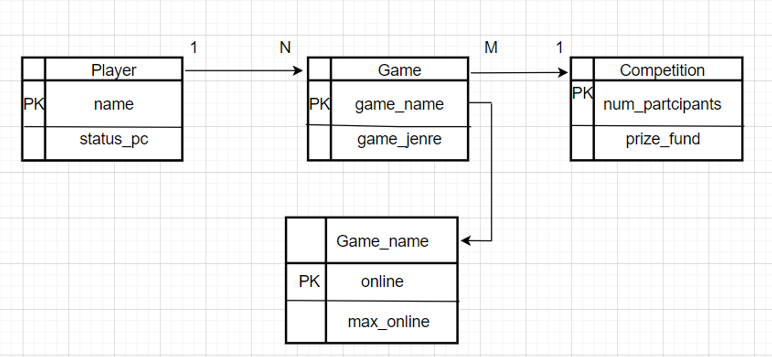 1 N M 1
Player
PK name
status_pc
Game
PK game_name
game_jenre
Competition
PK num_partcipants
prize_fund
Game_name
PK online
max_online